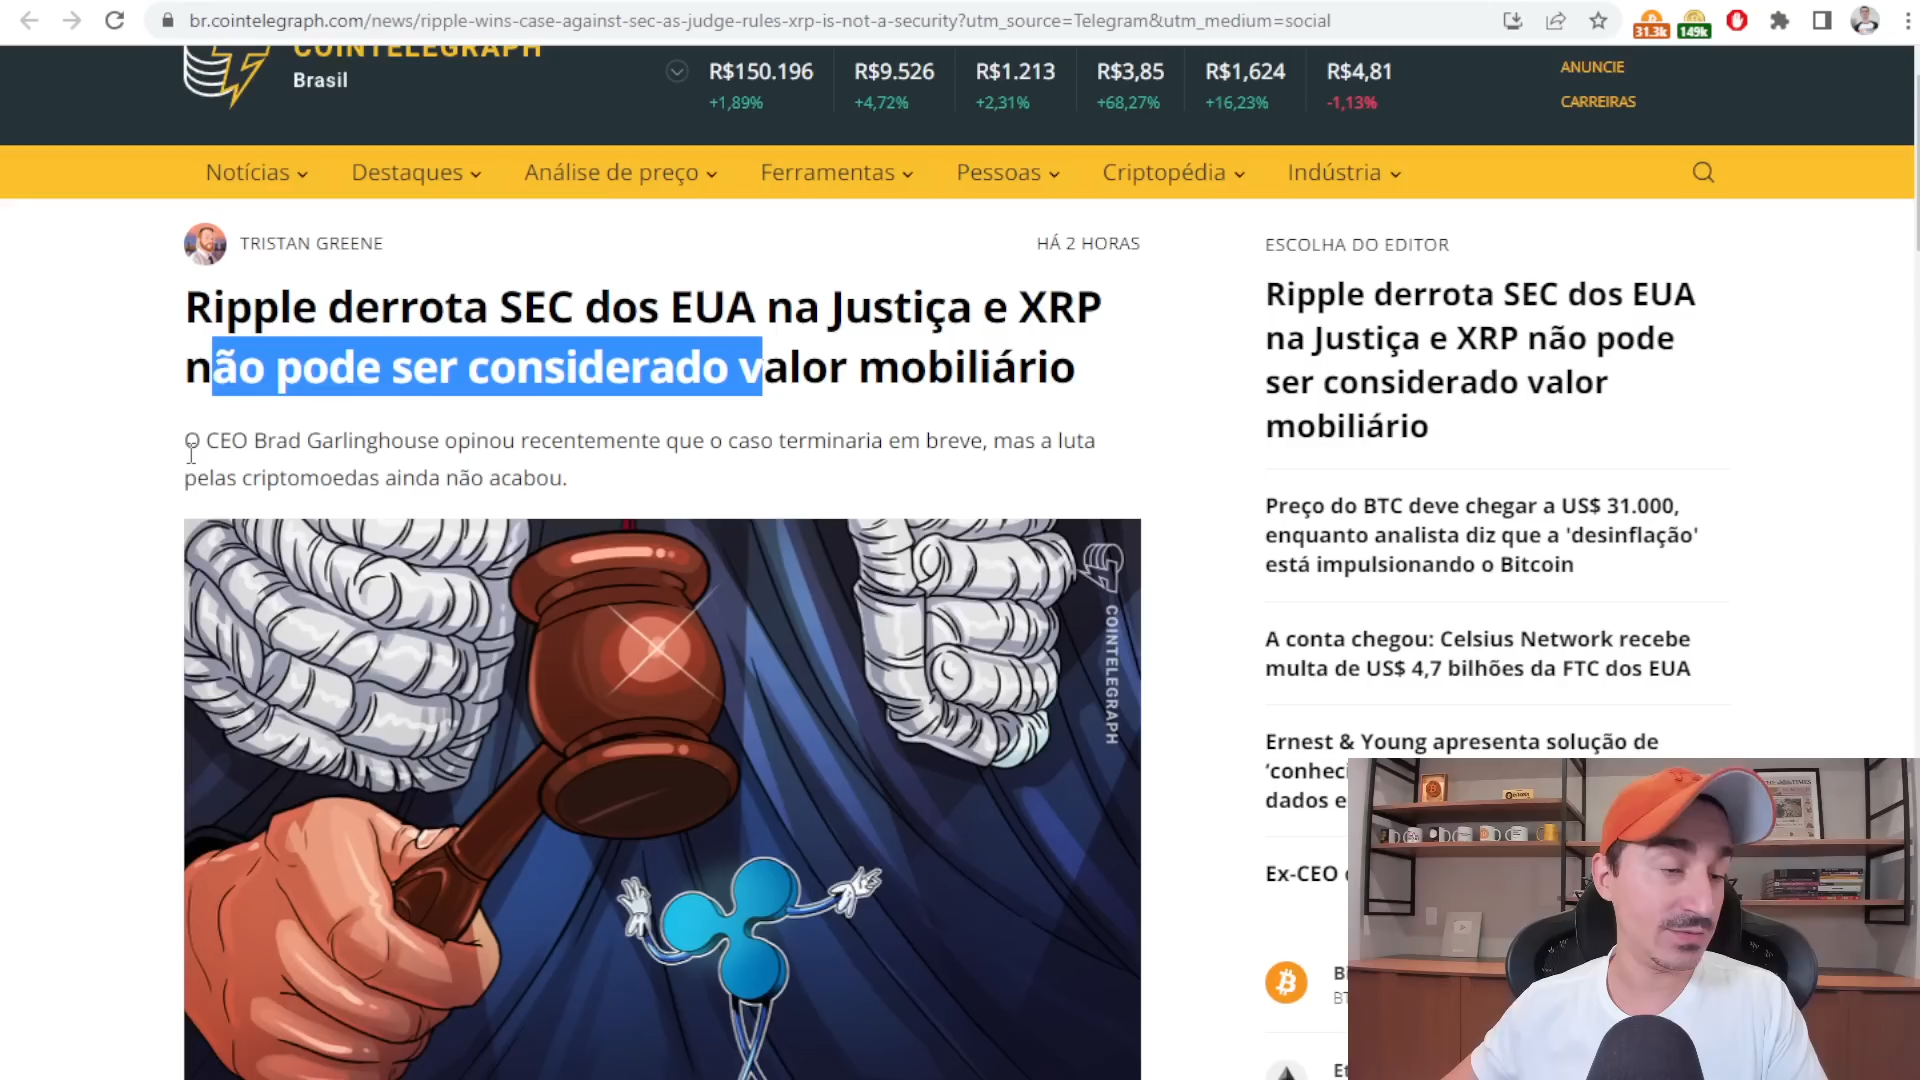 br.cointelegraph.com/news/ripple-wins-case-against-sec-as-judge-rules-xrp-is-not-a-security?utm_source=Telegram&utm_medium=social
31.3k
149k
COINTELEGRAPH
Brasil
R$150.196
R$9.526
R$1.213
R$3,85
R$1,624
R$4,81
+1,89%
+4,72%
+2,31%
+68,27%
+16,23%
-1,13%
ANUNCIE
CARREIRAS
Notícias
Destaques
Análise de preço
Ferramentas
Pessoas
Criptopédia
Indústria
TRISTAN GREENE
HÁ 2 HORAS
Ripple derrota SEC dos EUA na Justiça e XRP
não pode ser considerado valor mobiliário
O CEO Brad Garlinghouse opinou recentemente que o caso terminaria em breve, mas a luta
pelas criptomoedas ainda não acabou.
COINTELEGRAPH
ESCOLHA DO EDITOR
Ripple derrota SEC dos EUA
na Justiça e XRP não pode
ser considerado valor
mobiliário
Preço do BTC deve chegar a US$ 31.000,
enquanto analista diz que a 'desinflação'
está impulsionando o Bitcoin
A conta chegou: Celsius Network recebe
multa de US$ 4,7 bilhões da FTC dos EUA
Ernest & Young apresenta solução de
‘conheci
dados e
Ex-CEO
Bi
BT
Et